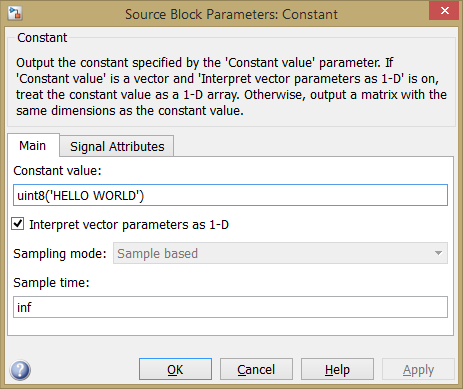 Source Block Parameters: Constant
Constant
Output the constant specified by the 'Constant value' parameter. If
'Constant value' is a vector and 'Interpret vector parameters as 1-D' is on,
treat the constant value as a 1-D array. Otherwise, output a matrix with the
same dimensions as the constant value.
Main Signal Attributes
Constant value:
uint8('HELLO WORLD')
Interpret vector parameters as 1-D
Sampling mode: Sample based
Sample time:
inf
OK Cancel Help Apply